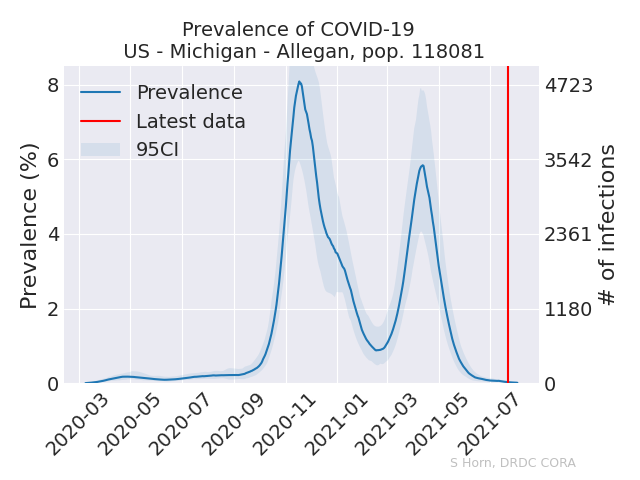 Prevalence of COVID-19
US - Michigan - Allegan, pop. 118081
Prevalence
Latest data
95CI
Prevalence (%)
# of infections
8
6
4
2
0
4723
3542
2361
1180
0
2020-03
2020-05
2020-07
2020-09
2020-11
2021-01
2021-03
2021-05
2021-07
S Horn, DRDC CORA